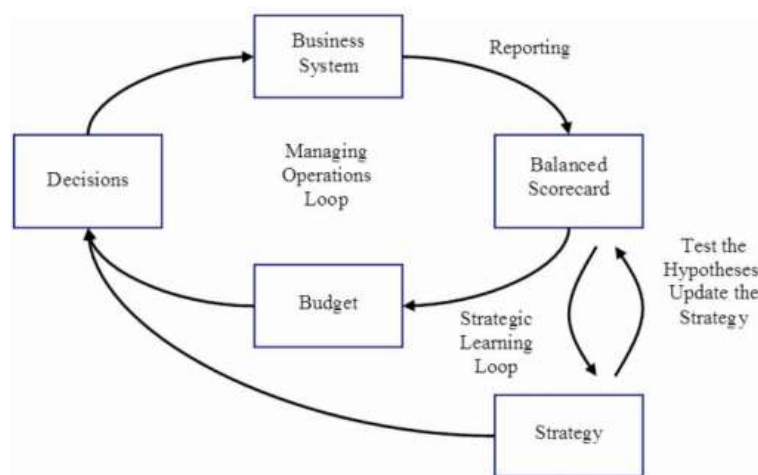 Business
System
Reporting
Decisions
Managing
Operations
Loop
Balanced
Scorecard
Budget
Strategic
Learning
Loop
Test the
Hypotheses
Update the
Strategy
Strategy